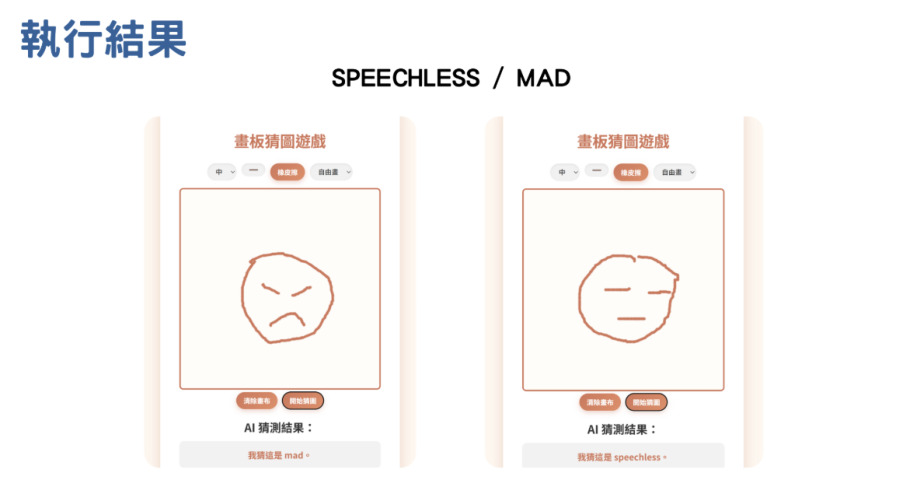 執行結果
SPEECHLESS / MAD
畫板猜圖遊戲
中 橡皮擦 自由畫
清除畫布 開始猜圖
AI 猜測結果：
我猜這是 mad。
畫板猜圖遊戲
中 橡皮擦 自由畫
清除畫布 開始猜圖
AI 猜測結果：
我猜這是 speechless。